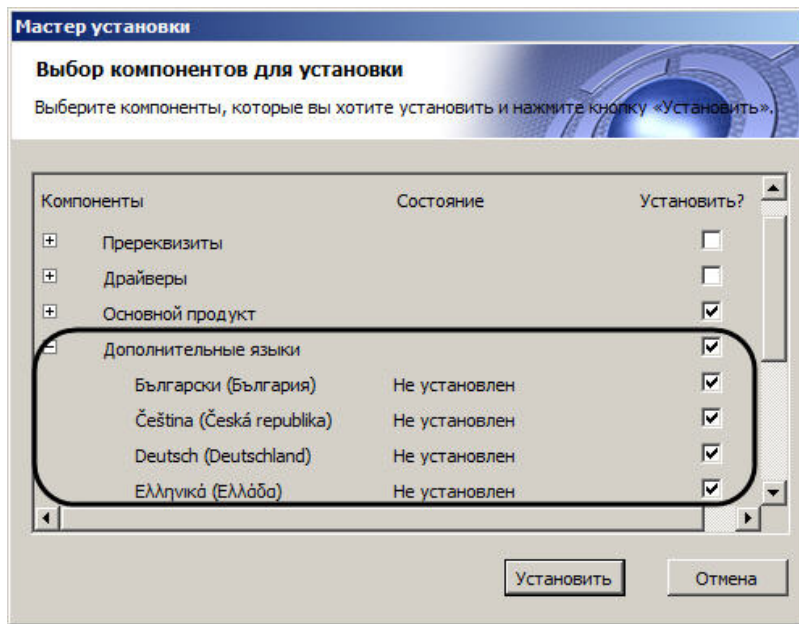 Мастер установки
Выбор компонентов для установки
Выберите компоненты, которые вы хотите установить и нажмите кнопку «Установить».
Компоненты Состояние Установить?
Пререквизиты
Драйверы
Основной продукт
Дополнительные языки
Български (България) Не установлен
Čeština (Česká republika) Не установлен
Deutsch (Deutschland) Не установлен
Ελληνικά (Ελλάδα) Не установлен
Установить Отмена